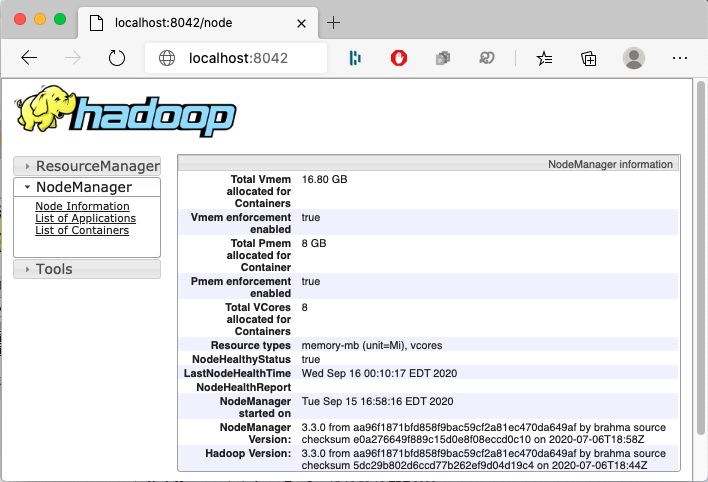 localhost:8042/node
localhost:8042
hadoop
ResourceManager
NodeManager
Node Information
List of Applications
List of Containers
Tools
NodeManager information
Total Vmem allocated for Containers 16.80 GB
Vmem enforcement enabled true
Total Pmem allocated for Container 8 GB
Pmem enforcement enabled true
Total VCores allocated for Containers 8
Resource types memory-mb (unit=Mi), vcores
NodeHealthyStatus true
LastNodeHealthTime Wed Sep 16 00:10:17 EDT 2020
NodeHealthReport
NodeManager started on Tue Sep 15 16:58:16 EDT 2020
NodeManager Version: 3.3.0 from aa96f1871bfd858f9bac59cf2a81ec470da649af by brahma source
checksum e0a276649f889c15d0e8f08eccd0c10 on 2020-07-06T18:58Z
Hadoop Version: 3.3.0 from aa96f1871bfd858f9bac59cf2a81ec470da649af by brahma source
checksum 5dc29b802d6ccd77b262ef9d04d19c4 on 2020-07-06T18:44Z